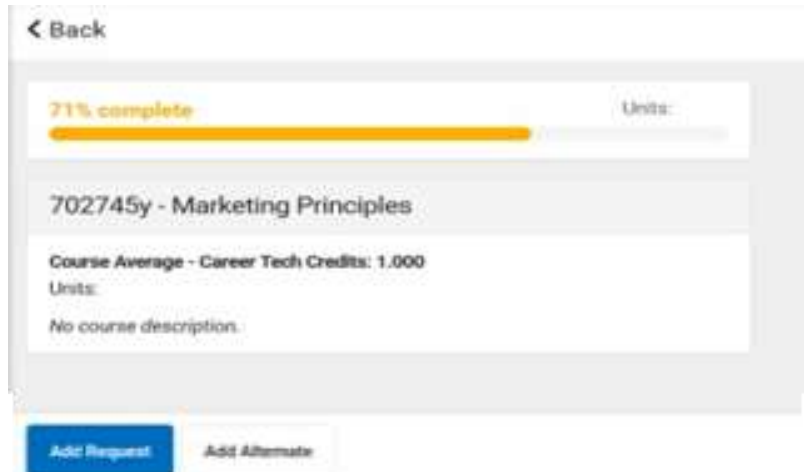 Back
71% complete
Units:
702745y - Marketing Principles
Course Average - Career Tech Credits: 1.000
Units:
No course description.
Add Request
Add Alternate